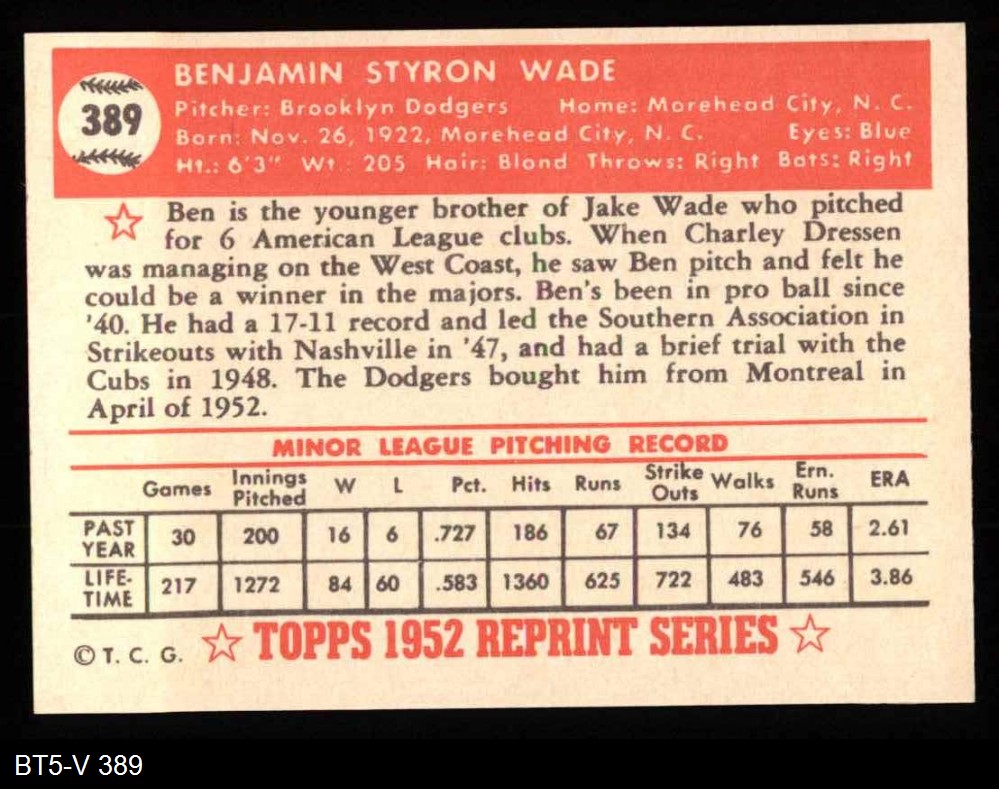 389
BENJAMIN STYRON WADE
Pitcher: Brooklyn Dodgers Home: Morehead City, N. C.
Born: Nov. 26, 1922, Morehead City, N. C. Eyes: Blue
Ht.: 6'3" Wt.: 205 Hair: Blond Throws: Right Bats: Right
☆ Ben is the younger brother of Jake Wade who pitched
for 6 American League clubs. When Charley Dressen
was managing on the West Coast, he saw Ben pitch and felt he
could be a winner in the majors. Ben's been in pro ball since
'40. He had a 17-11 record and led the Southern Association in
Strikeouts with Nashville in '47, and had a brief trial with the
Cubs in 1948. The Dodgers bought him from Montreal in
April of 1952.
MINOR LEAGUE PITCHING RECORD
Games Innings Pitched W L Pct. Hits Runs Strike Outs Walks Ern. Runs ERA
PAST YEAR 30 200 16 6 .727 186 67 134 76 58 2.61
LIFE-TIME 217 1272 84 60 .583 1360 625 722 483 546 3.86
© T. C. G. ☆ TOPPS 1952 REPRINT SERIES ☆
BT5-V 389